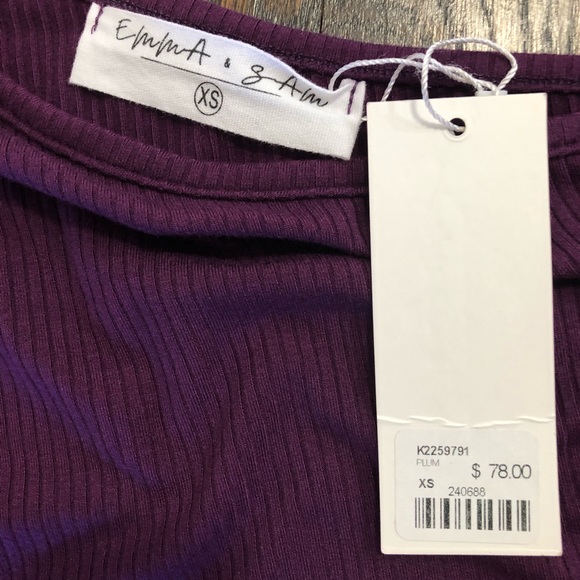 EmmA & SAm
XS
K2259791
PLUM
$ 78.00
XS
240688